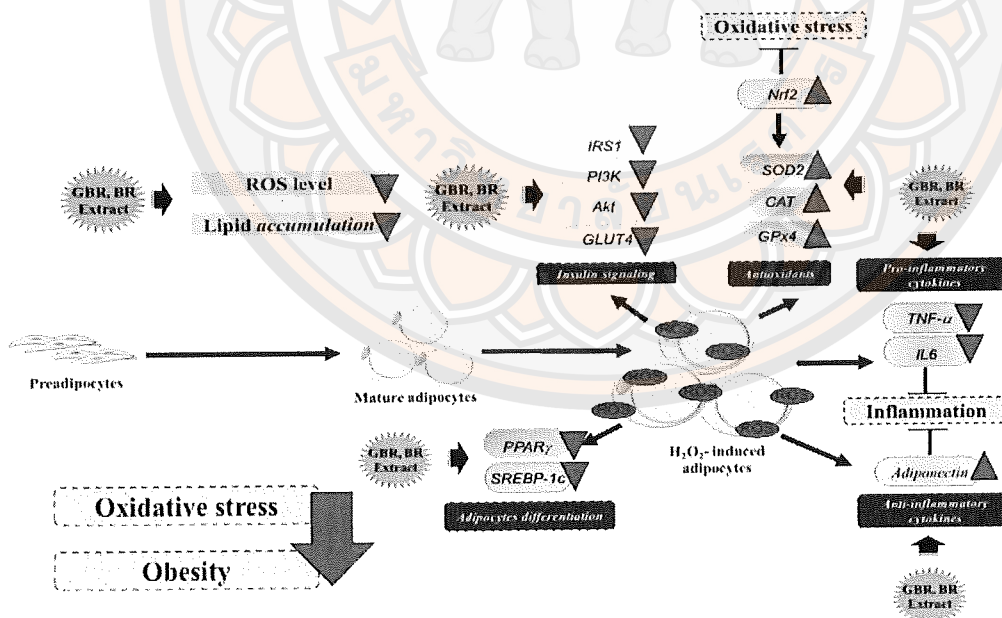 Oxidative stress
Nrf2
IRS1
PI3K
Akt
GLUT4
Insulin signaling
SOD2
CAT
GPx4
Antioxidants
GBR, BR
Extract
ROS level
Lipid accumulation
GBR, BR
Extract
GBR, BR
Extract
Pro-inflammatory
cytokines
TNF-α
IL6
Inflammation
Adiponectin
Anti-inflammatory
cytokines
GBR, BR
Extract
Preadipocytes
Mature adipocytes
H₂O₂- induced
adipocytes
GBR, BR
Extract
PPARγ
SREBP-1c
Adipocytes differentiation
Oxidative stress
Obesity